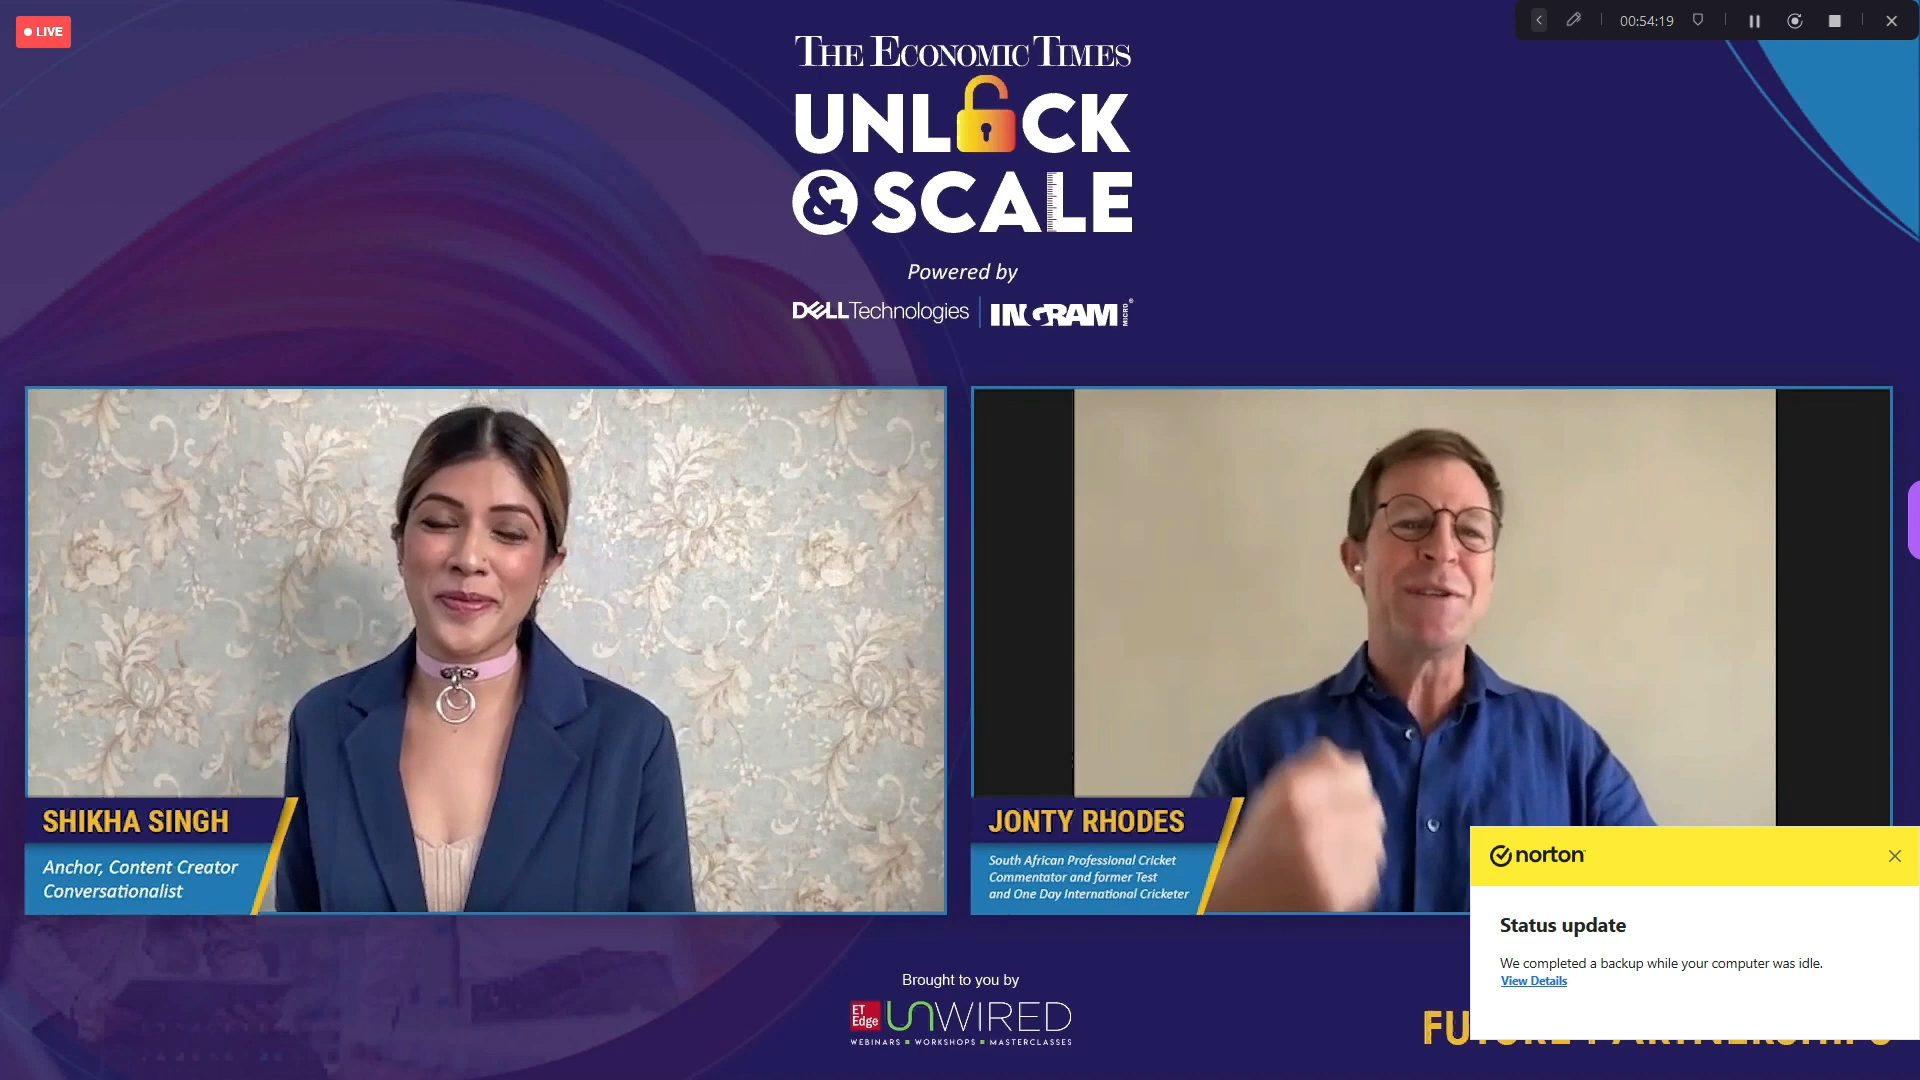 LIVE
00:54:19
THE ECONOMIC TIMES
UNLOCK
& SCALE
Powered by
DELL Technologies | INGRAM MICRO®
SHIKHA SINGH
Anchor, Content Creator
Conversationalist
JONTY RHODES
South African Professional Cricket
Commentator and former Test
and One Day International Cricketer
norton
Status update
We completed a backup while your computer was idle.
View Details
Brought to you by
ET Edge UNWIRED
WEBINARS ▪ WORKSHOPS ▪ MASTERCLASSES